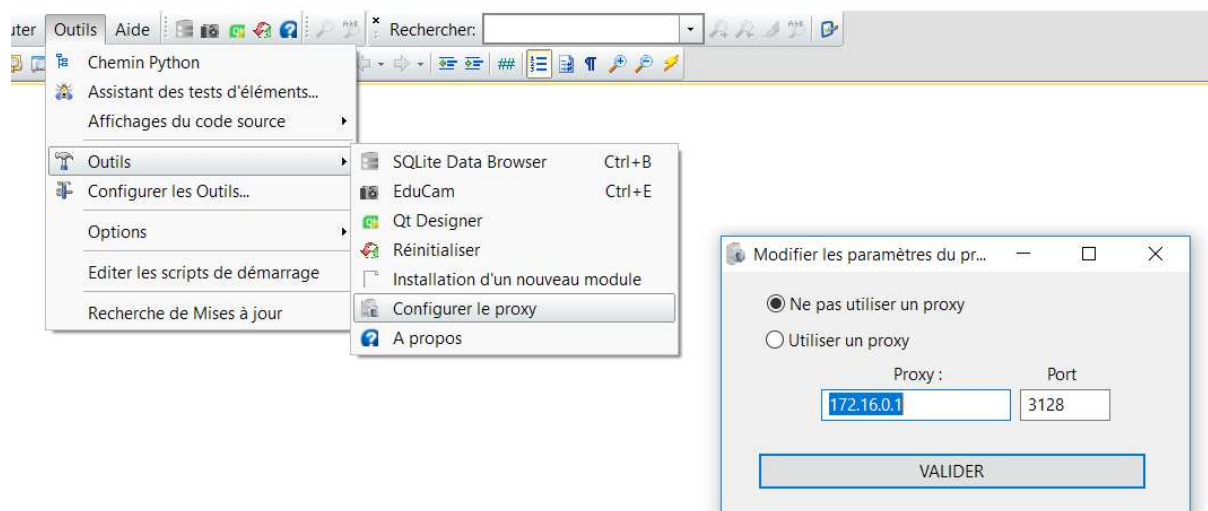 uter Outils Aide Rechercher:
Chemin Python
Assistant des tests d'éléments...
Affichages du code source
Outils
Configurer les Outils...
Options
Editer les scripts de démarrage
Recherche de Mises à jour
SQLite Data Browser Ctrl+B
EduCam Ctrl+E
Qt Designer
Réinitialiser
Installation d'un nouveau module
Configurer le proxy
A propos
Modifier les paramètres du pr...
Ne pas utiliser un proxy
Utiliser un proxy
Proxy : Port
172.16.0.1 3128
VALIDER